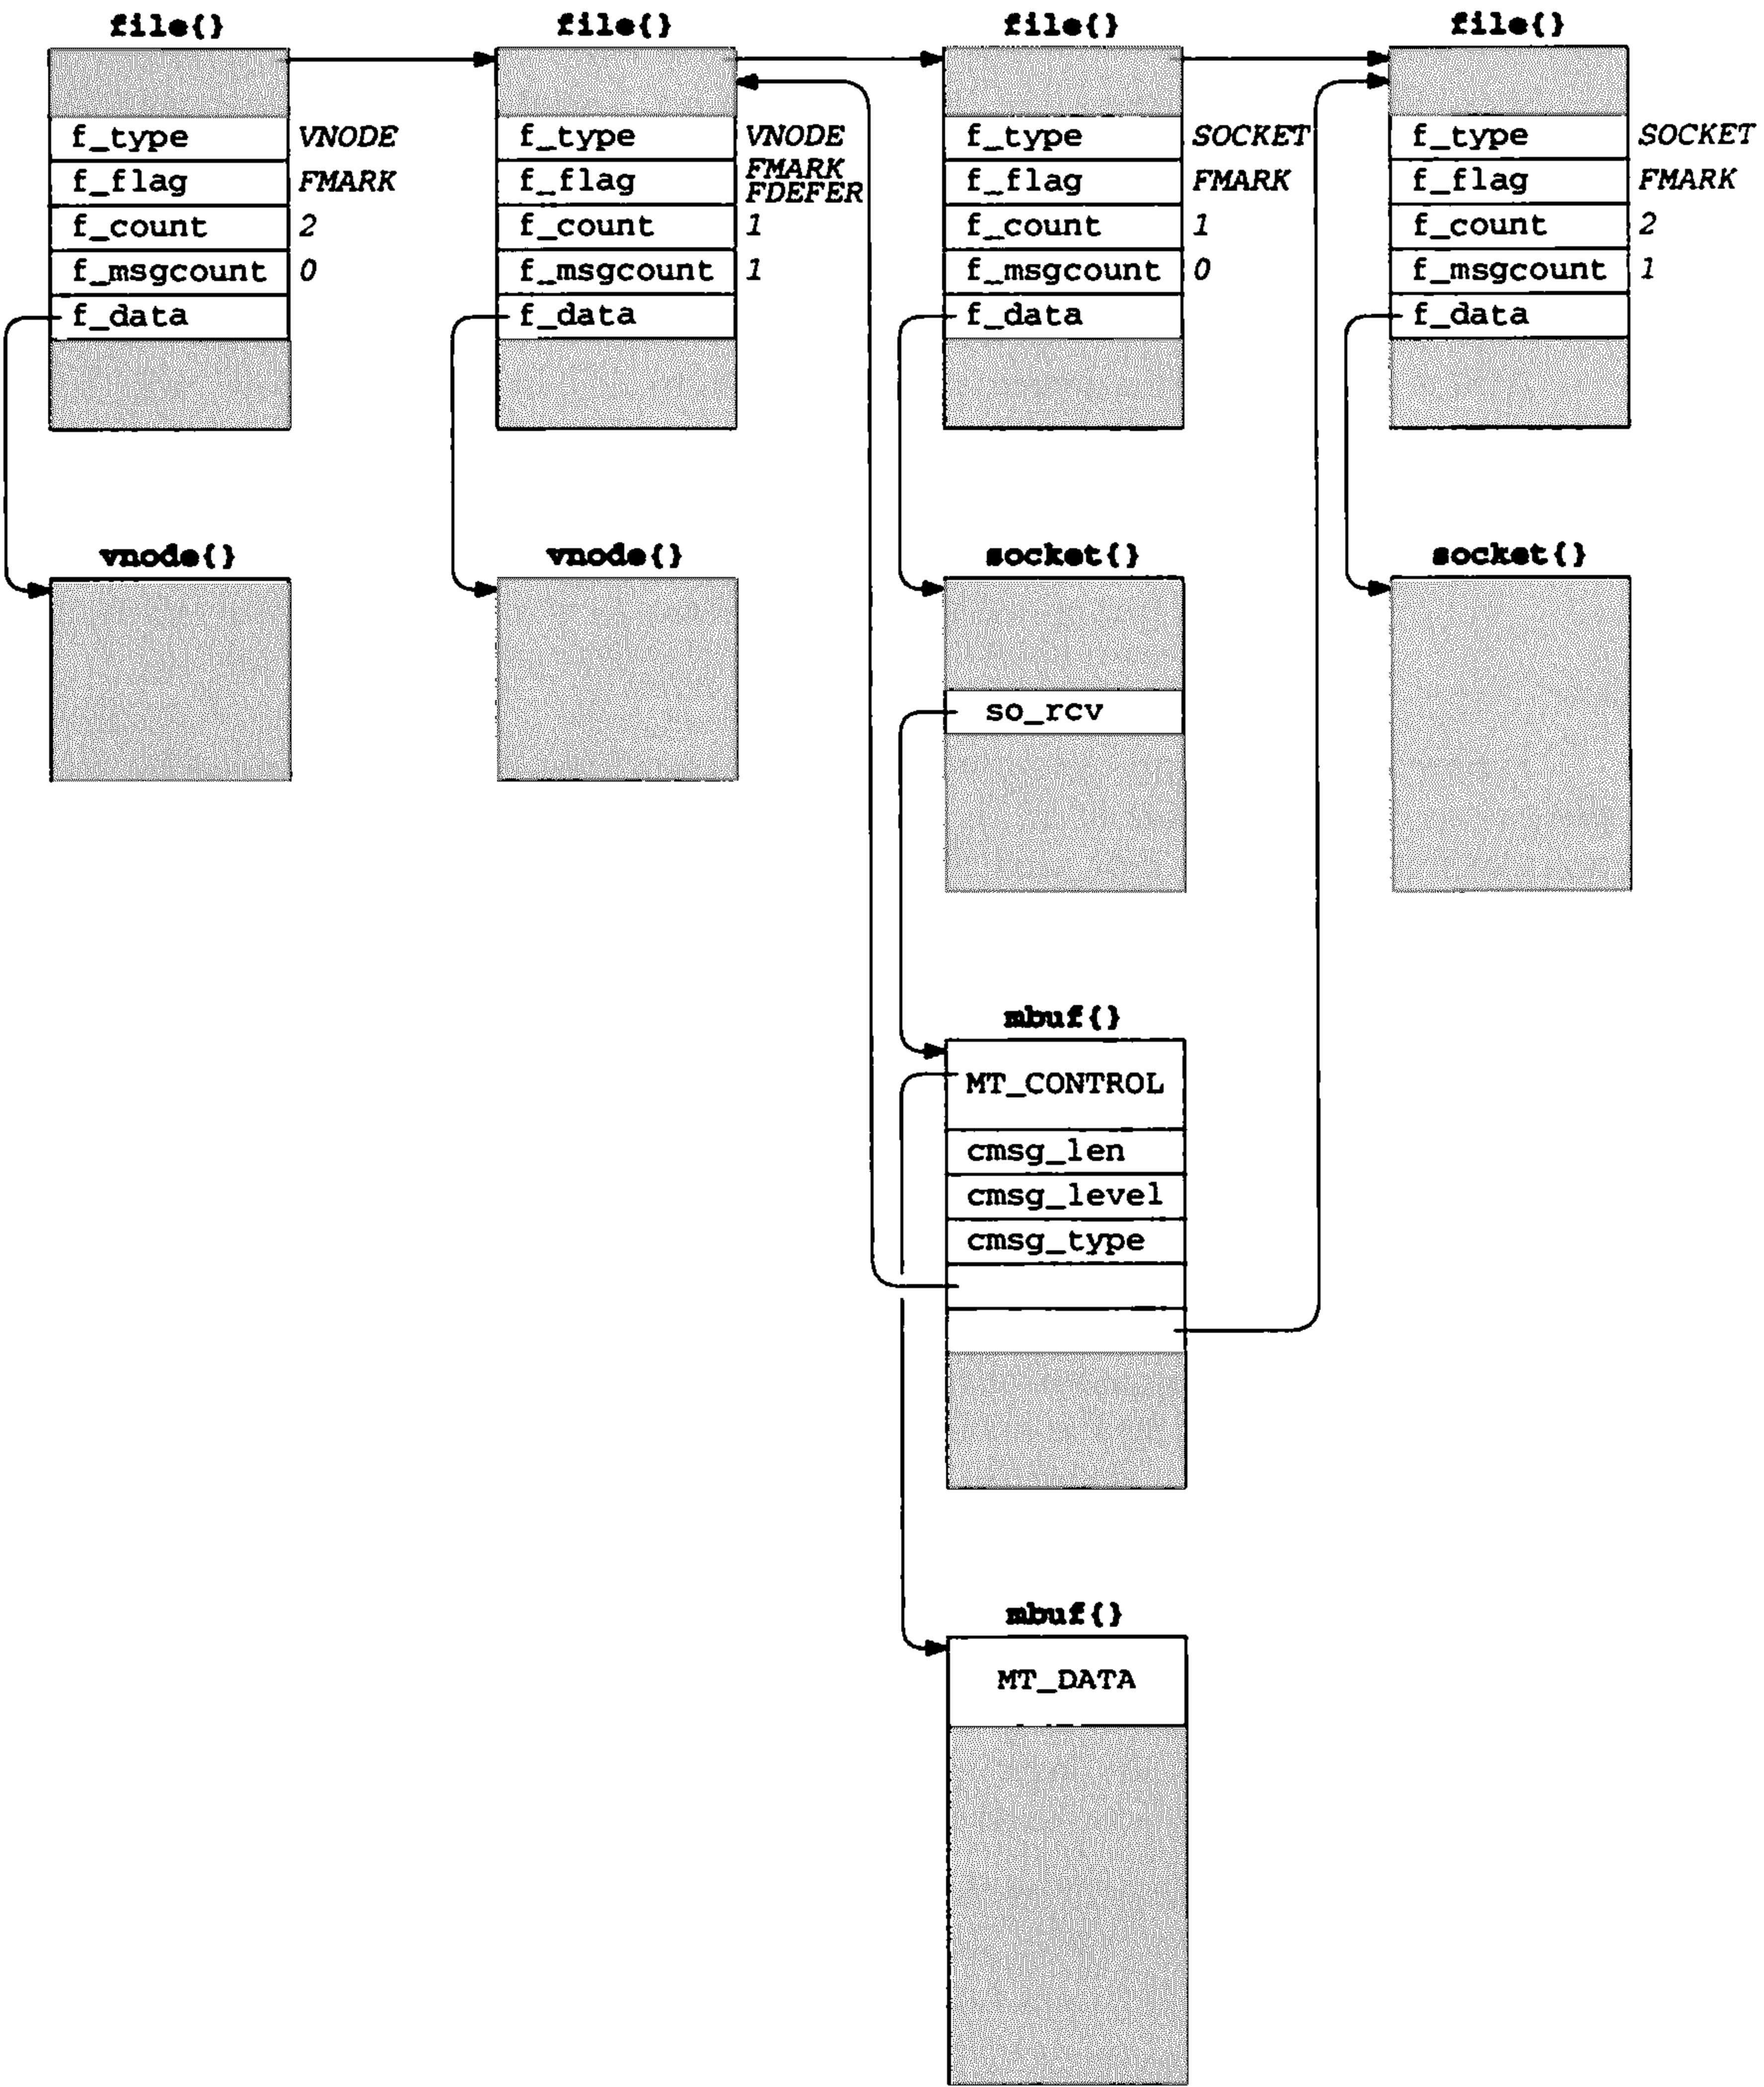 file{} file{} file{} file{}
f_type VNODE f_type VNODE f_type SOCKET f_type SOCKET
f_flag FMARK f_flag FMARK FDEFER f_flag FMARK f_flag FMARK
f_count 2 f_count 1 f_count 1 f_count 2
f_msgcount 0 f_msgcount 1 f_msgcount 0 f_msgcount 1
f_data f_data f_data f_data
vnode{} vnode{} socket{} socket{}
so_rcv
mbuf{}
MT_CONTROL
cmsg_len
cmsg_level
cmsg_type
mbuf{}
MT_DATA